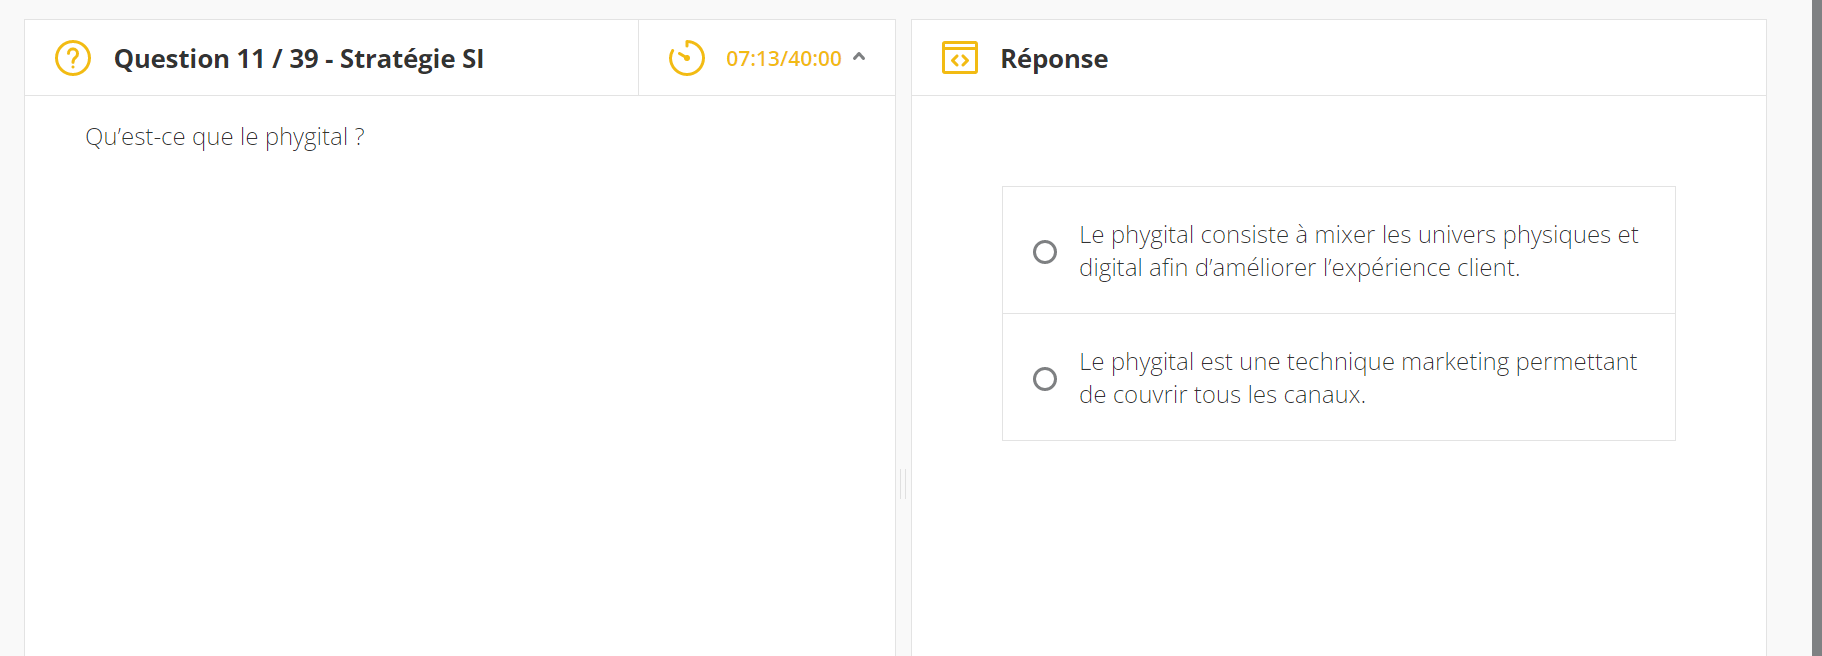 Question 11 / 39 - Stratégie SI
07:13/40:00
Qu’est-ce que le phygital ?
Réponse
Le phygital consiste à mixer les univers physiques et
digital afin d’améliorer l’expérience client.
Le phygital est une technique marketing permettant
de couvrir tous les canaux.